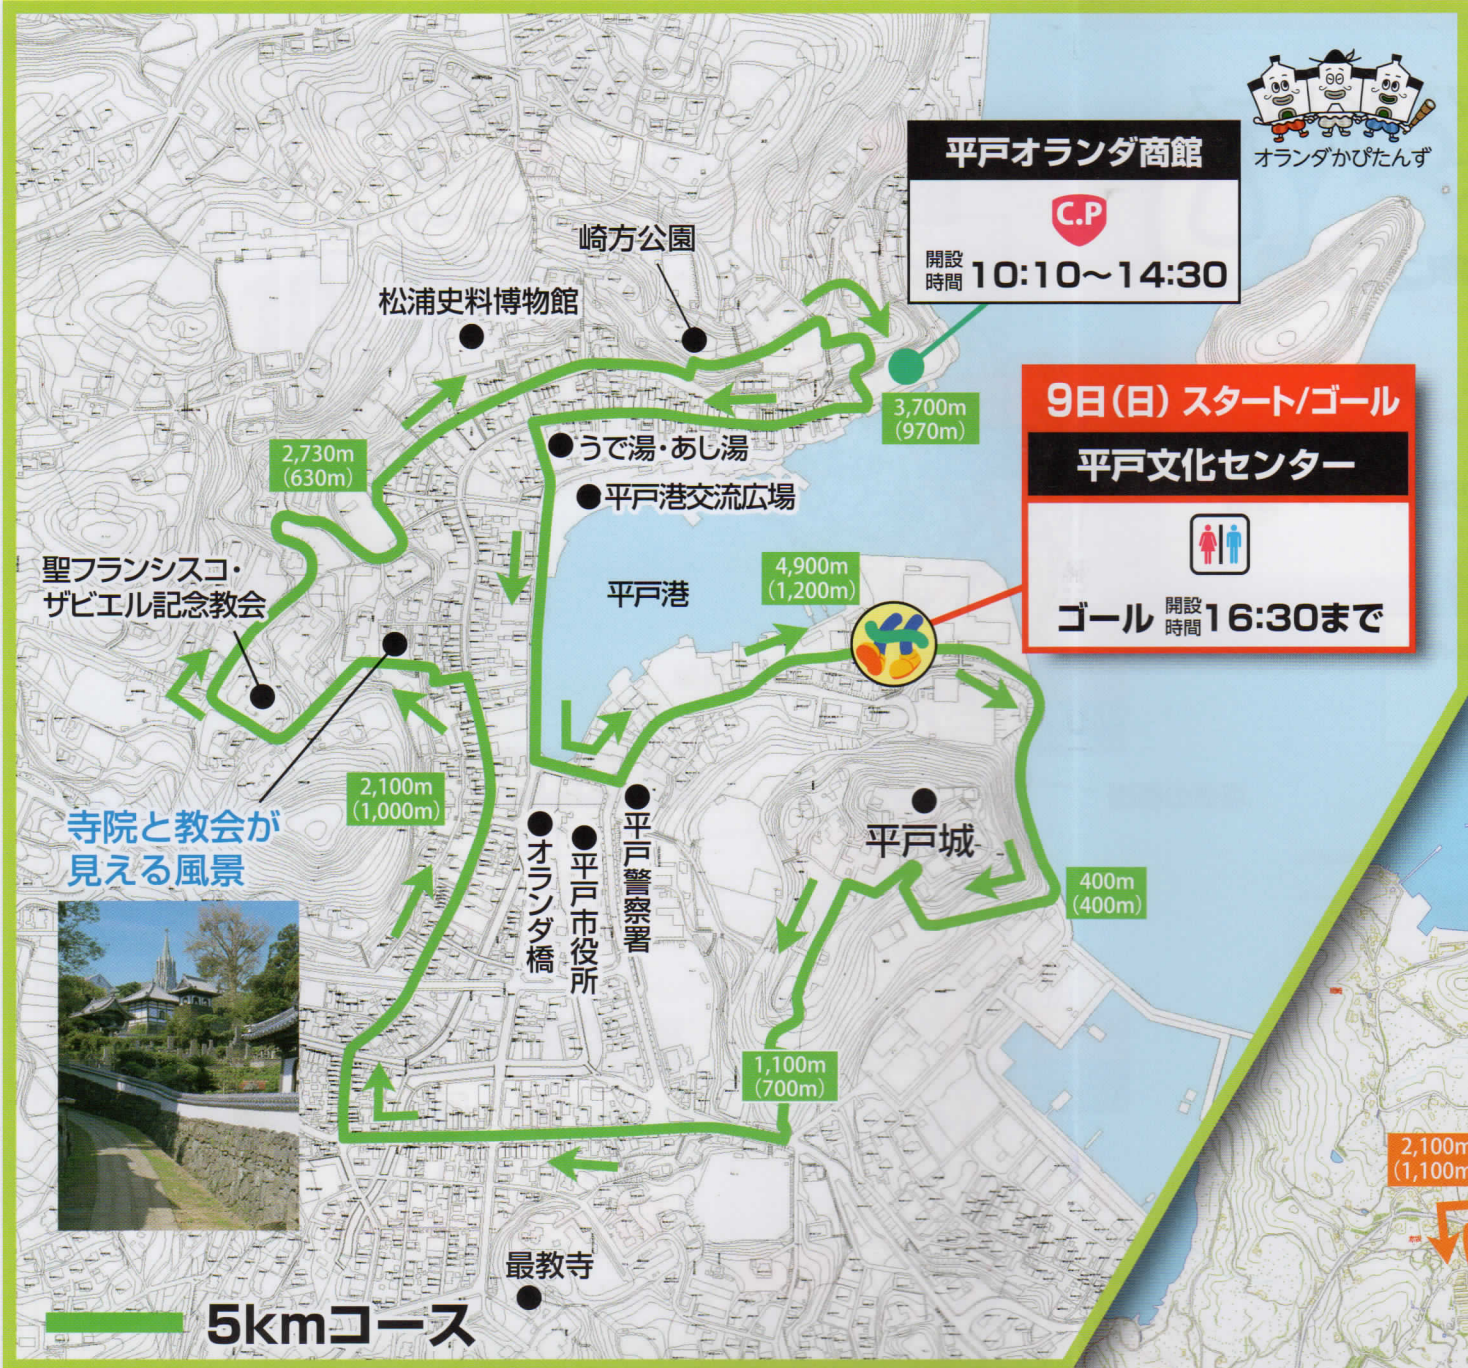 平戸オランダ商館
C.P
開設
時間 10:10〜14:30
オランダかぴたんず
崎方公園
松浦史料博物館
3,700m
(970m)
9日(日) スタート/ゴール
平戸文化センター
ゴール 開設
時間 16:30まで
2,730m
(630m)
うで湯・あし湯
平戸港交流広場
聖フランシスコ・
ザビエル記念教会
平戸港
4,900m
(1,200m)
2,100m
(1,000m)
寺院と教会が
見える風景
オランダ橋
平戸市役所
平戸警察署
平戸城
400m
(400m)
1,100m
(700m)
2,100m
(1,100m
最教寺
5kmコース